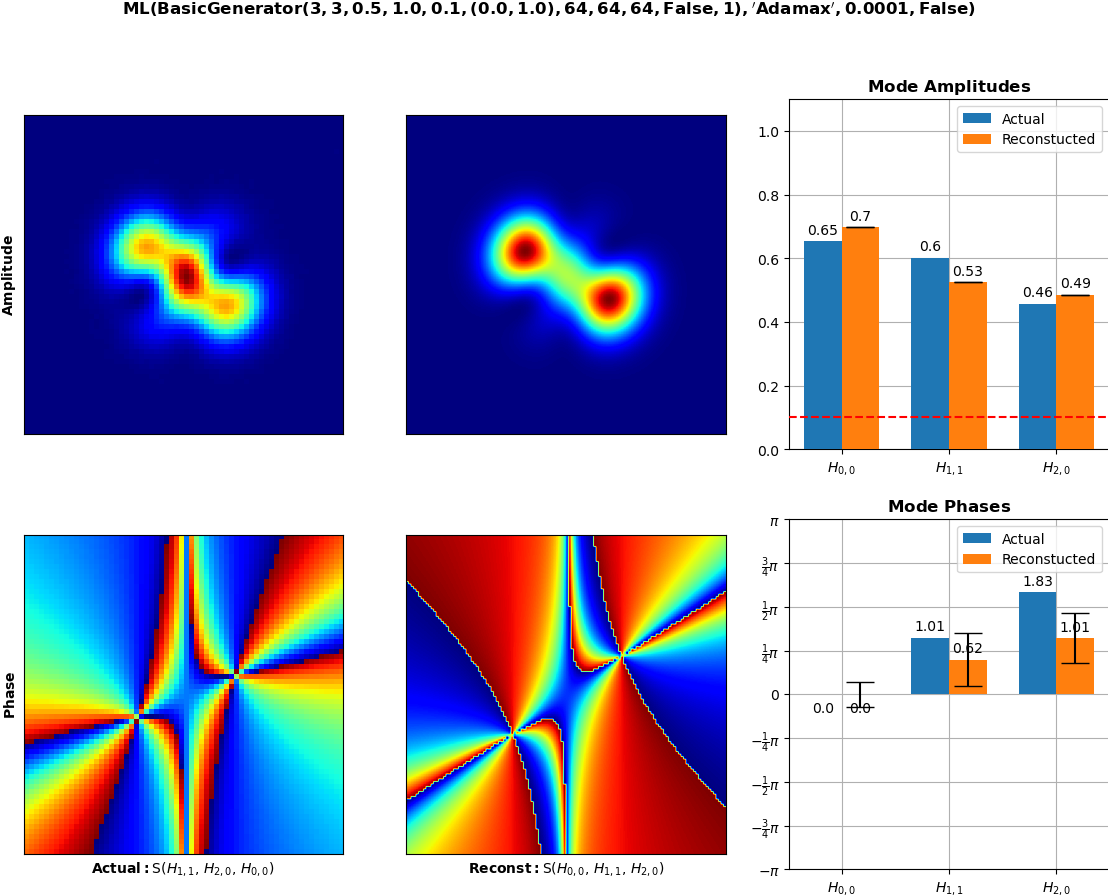 ML(BasicGenerator(3, 3, 0.5, 1.0, 0.1, (0.0, 1.0), 64, 64, 64, False, 1), ′Adamax′, 0.0001, False)
Amplitude
Mode Amplitudes
Actual
Reconstucted
1.0
0.8
0.6
0.4
0.2
0.0
0.65
0.7
0.6
0.53
0.46
0.49
H0,0
H1,1
H2,0
Phase
Actual: S(H1,1, H2,0, H0,0)
Reconst: S(H0,0, H1,1, H2,0)
Mode Phases
Actual
Reconstucted
π
3/4π
1/2π
1/4π
0
−1/4π
−1/2π
−3/4π
−π
0.0
0.0
1.01
0.62
1.83
1.01
H0,0
H1,1
H2,0